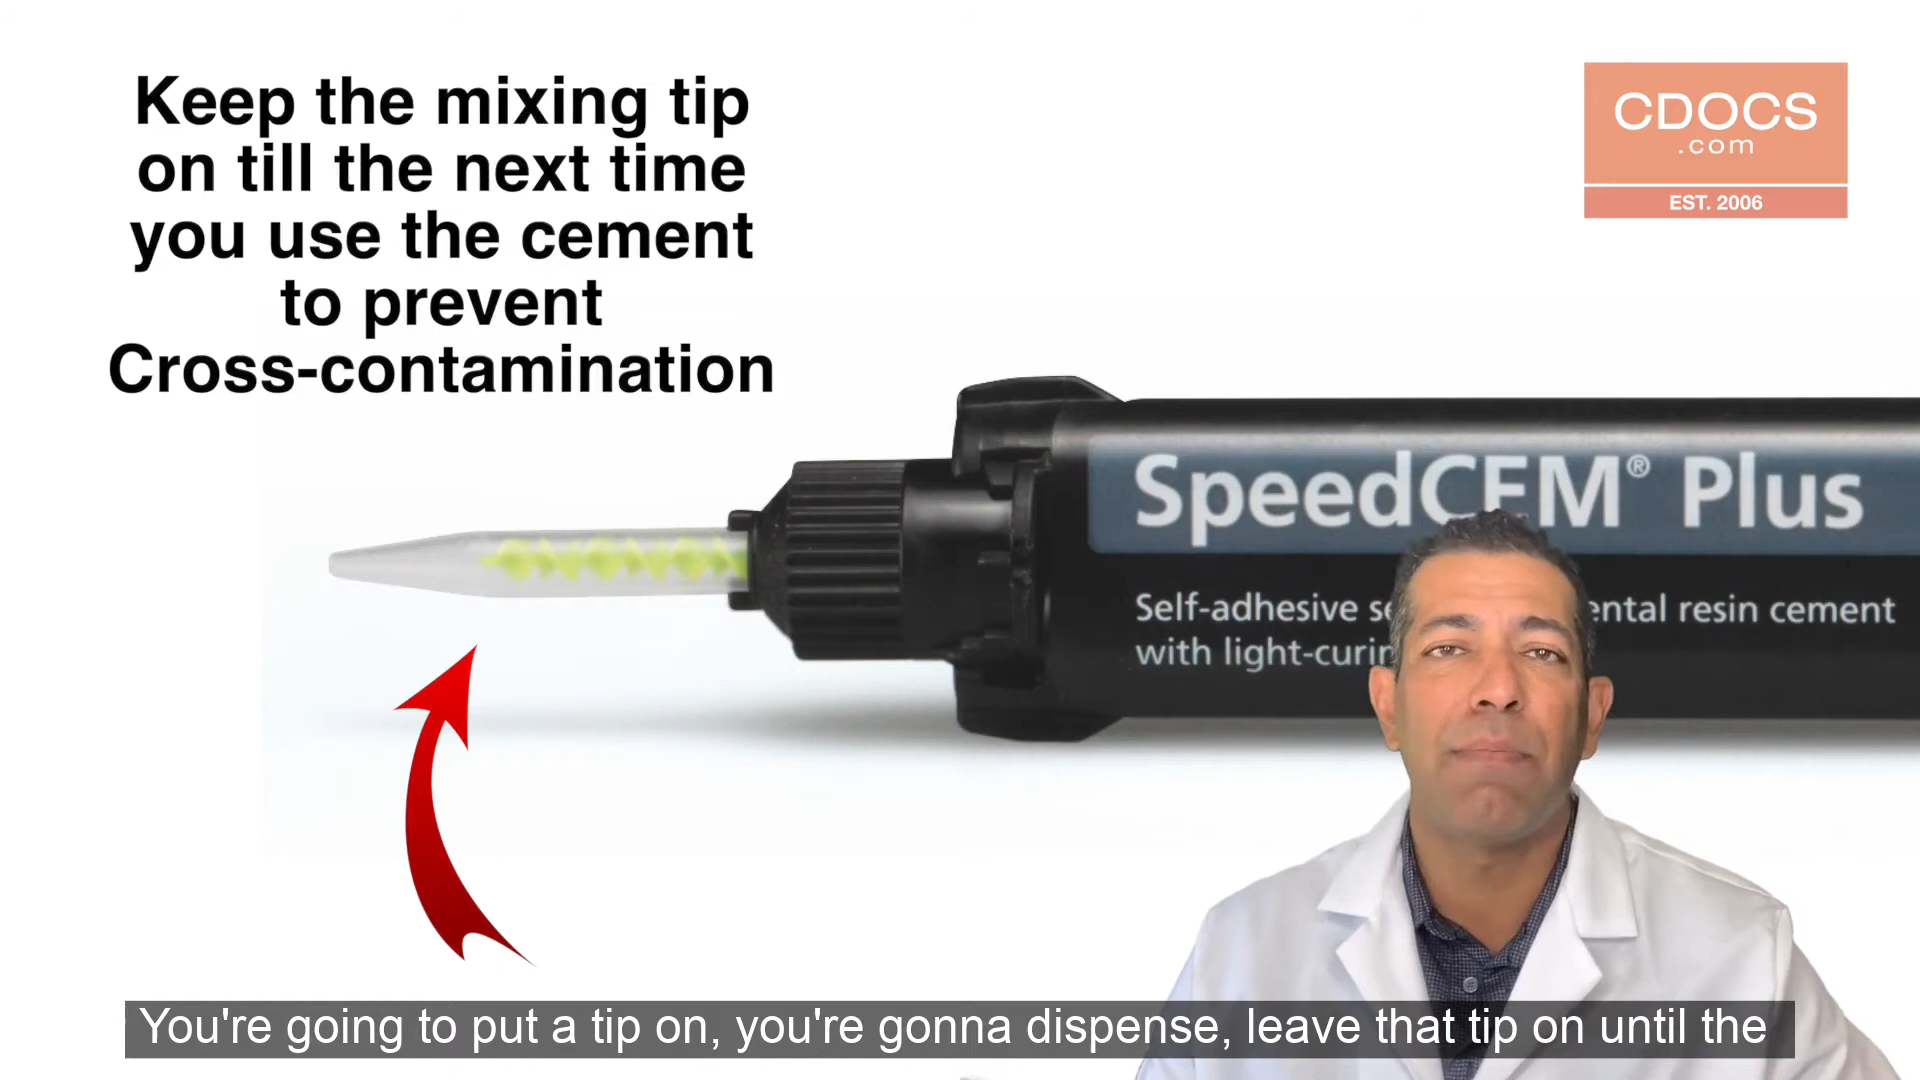 Keep the mixing tip
on till the next time
you use the cement
to prevent
Cross-contamination
CDOCS
.com
EST. 2006
SpeedCEM® Plus
Self-adhesive ental resin cement
with light-curi
You're going to put a tip on, you're gonna dispense, leave that tip on until the